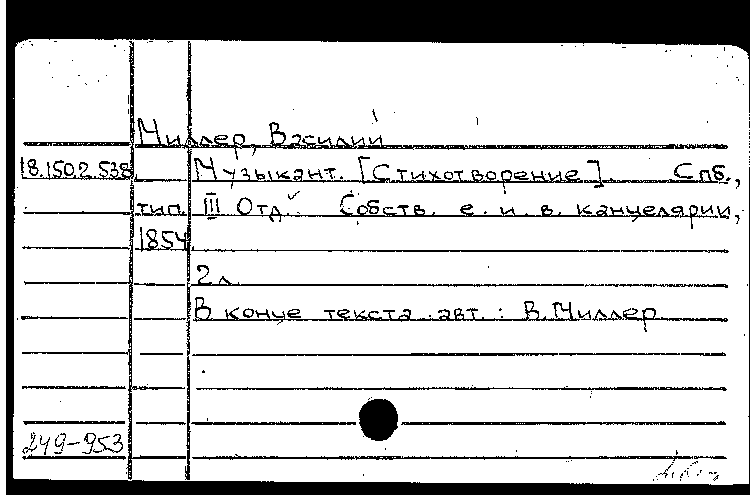 Миллер, Василий
18.150.2.538 Музыкант. [Стихотворение]. Спб.,
тип. III Отд. Собств. е. и. в. канцелярии,
1854.
2 л.
В конце текста авт.: В. Миллер.
249-953